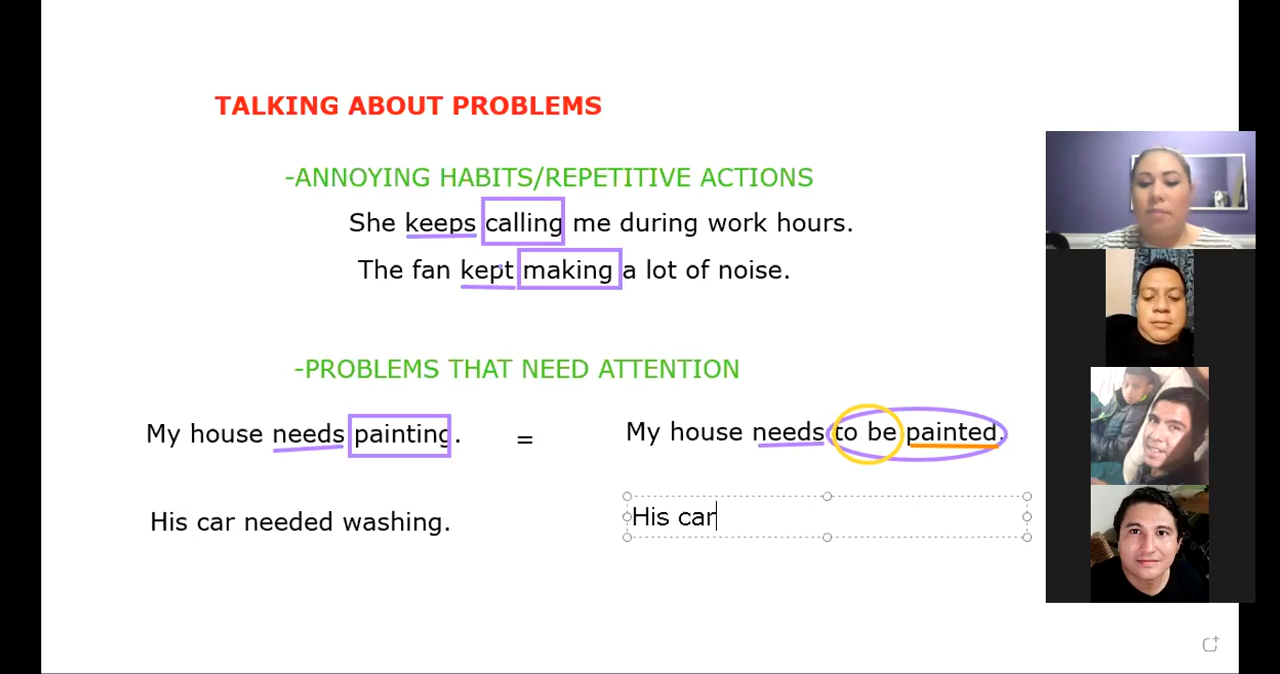 TALKING ABOUT PROBLEMS
-ANNOYING HABITS/REPETITIVE ACTIONS
She keeps calling me during work hours.
The fan kept making a lot of noise.
-PROBLEMS THAT NEED ATTENTION
My house needs painting. = My house needs to be painted.
His car needed washing. His car